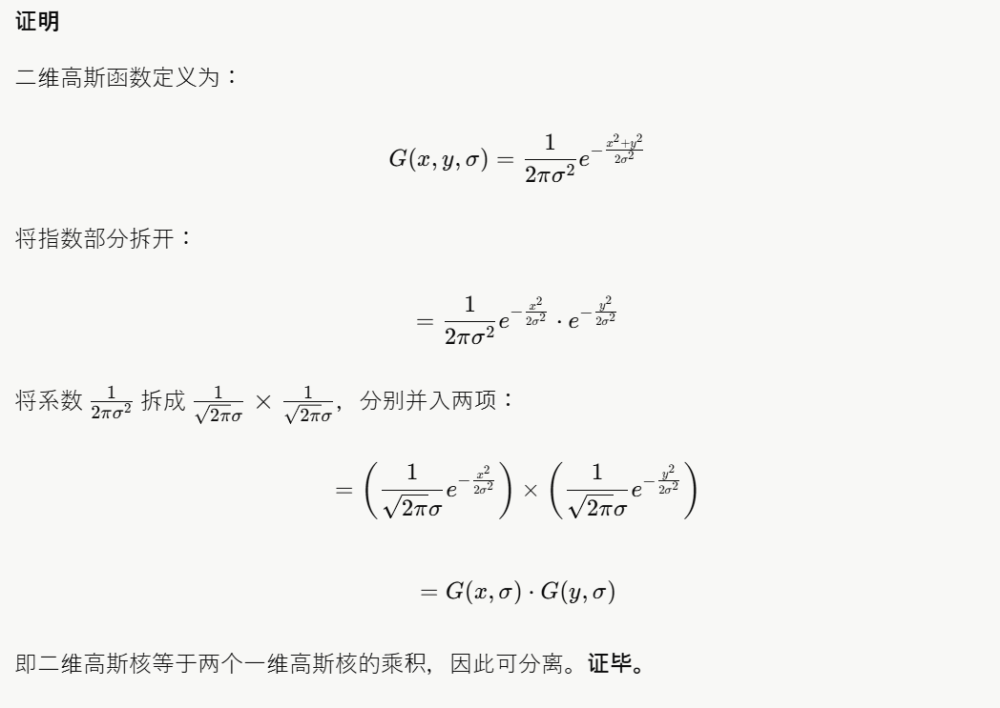 证明
二维高斯函数定义为：
$$G(x, y, \sigma) = \frac{1}{2\pi\sigma^2} e^{-\frac{x^2+y^2}{2\sigma^2}}$$
将指数部分拆开：
$$= \frac{1}{2\pi\sigma^2} e^{-\frac{x^2}{2\sigma^2}} \cdot e^{-\frac{y^2}{2\sigma^2}}$$
将系数 $\frac{1}{2\pi\sigma^2}$ 拆成 $\frac{1}{\sqrt{2\pi}\sigma} \times \frac{1}{\sqrt{2\pi}\sigma}$，分别并入两项：
$$= \left( \frac{1}{\sqrt{2\pi}\sigma} e^{-\frac{x^2}{2\sigma^2}} \right) \times \left( \frac{1}{\sqrt{2\pi}\sigma} e^{-\frac{y^2}{2\sigma^2}} \right)$$
$$= G(x, \sigma) \cdot G(y, \sigma)$$
即二维高斯核等于两个一维高斯核的乘积，因此可分离。证毕。